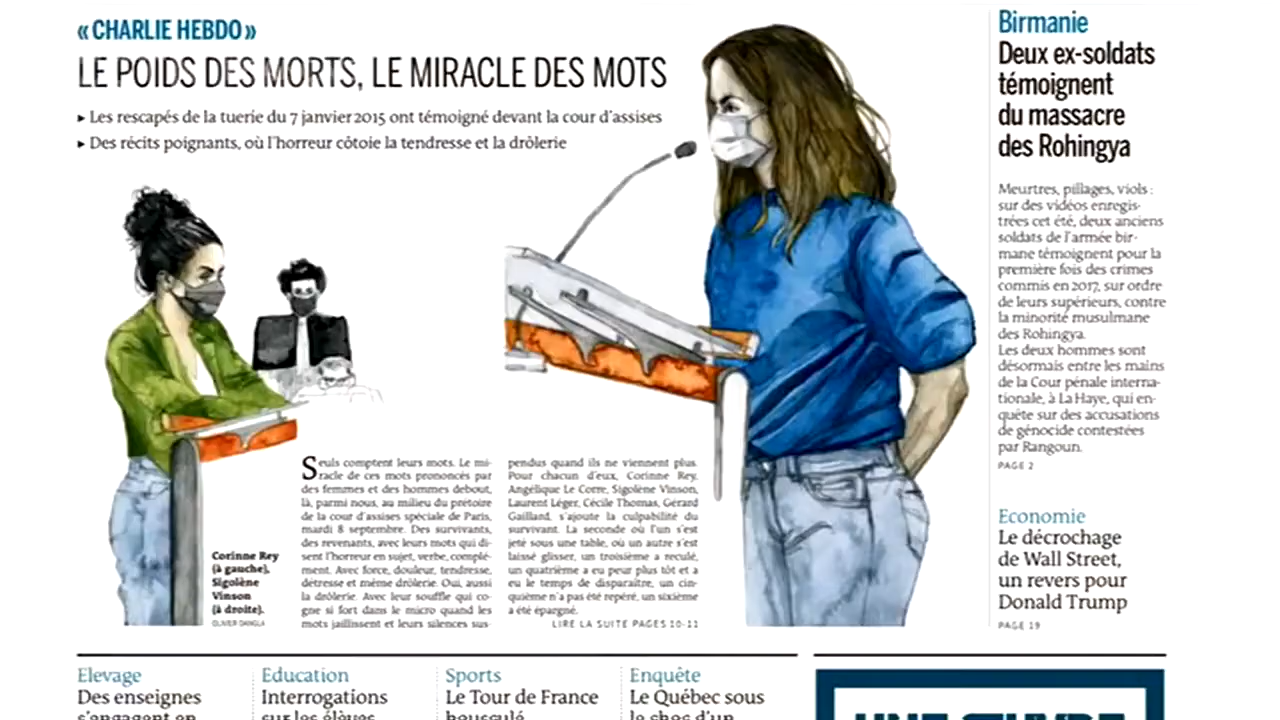 « CHARLIE HEBDO »
LE POIDS DES MORTS, LE MIRACLE DES MOTS
▸ Les rescapés de la tuerie du 7 janvier 2015 ont témoigné devant la cour d'assises
▸ Des récits poignants, où l'horreur côtoie la tendresse et la drôlerie
Corinne Rey
(à gauche),
Sigolène
Vinson
(à droite).
OLIVIER DANGLA
Seuls comptent leurs mots. Le mi-
racle de ces mots prononcés par
des femmes et des hommes debout,
là, parmi nous, au milieu du prétoire
de la cour d'assises spéciale de Paris,
mardi 8 septembre. Des survivants,
des revenants, avec leurs mots qui di-
sent l'horreur en sujet, verbe, complé-
ment. Avec force, douleur, tendresse,
détresse et même drôlerie. Oui, aussi
la drôlerie. Avec leur souffle qui co-
gne si fort dans le micro quand les
mots jaillissent et leurs silences sus-
pendus quand ils ne viennent plus.
Pour chacun d'eux, Corinne Rey,
Angélique Le Corre, Sigolène Vinson,
Laurent Léger, Cécile Thomas, Gérard
Gaillard, s'ajoute la culpabilité du
survivant. La seconde où l'un s'est
jeté sous une table, où un autre s'est
laissé glisser, un troisième a reculé,
un quatrième a eu peur plus tôt et a
eu le temps de disparaître, un cin-
quième n'a pas été repéré, un sixième
a été épargné.
LIRE LA SUITE PAGES 10-11
Birmanie
Deux ex-soldats
témoignent
du massacre
des Rohingya
Meurtres, pillages, viols :
sur des vidéos enregis-
trées cet été, deux anciens
soldats de l'armée bir-
mane témoignent pour la
première fois des crimes
commis en 2017, sur ordre
de leurs supérieurs, contre
la minorité musulmane
des Rohingya.
Les deux hommes sont
désormais entre les mains
de la Cour pénale interna-
tionale, à La Haye, qui en-
quête sur des accusations
de génocide contestées
par Rangoun.
PAGE 2
Economie
Le décrochage
de Wall Street,
un revers pour
Donald Trump
PAGE 19
Elevage
Des enseignes
s'engagent en
Education
Interrogations
sur les élèves
Sports
Le Tour de France
bousculé
Enquête
Le Québec sous
le choc d'un